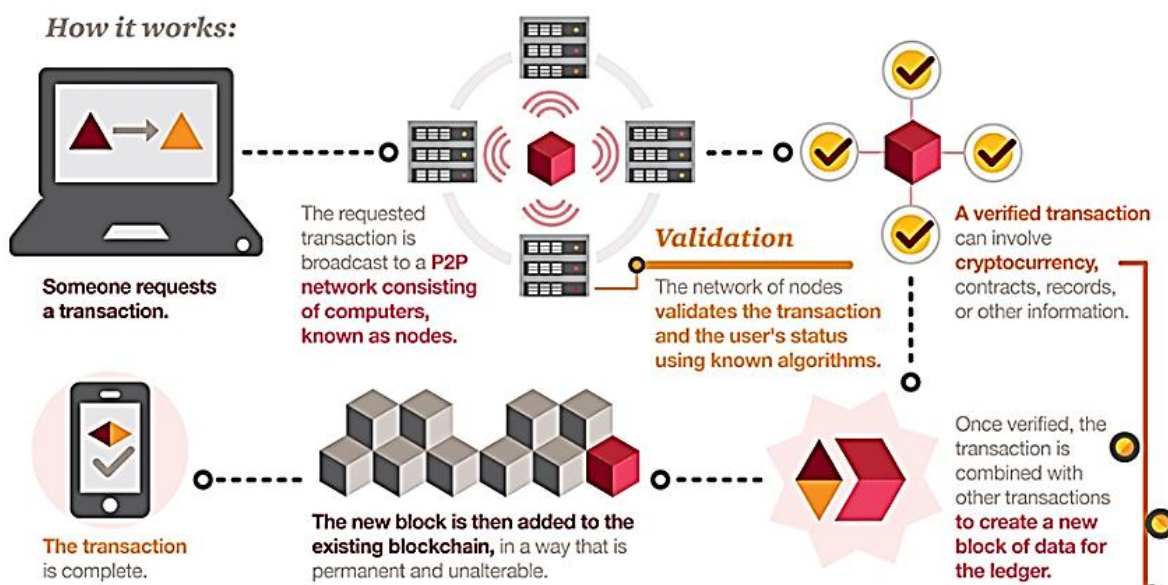 How it works:
Someone requests
a transaction.
The requested
transaction is
broadcast to a P2P
network consisting
of computers,
known as nodes.
Validation
The network of nodes
validates the transaction
and the user's status
using known algorithms.
A verified transaction
can involve
cryptocurrency,
contracts, records,
or other information.
Once verified, the
transaction is
combined with
other transactions
to create a new
block of data for
the ledger.
The new block is then added to the
existing blockchain, in a way that is
permanent and unalterable.
The transaction
is complete.